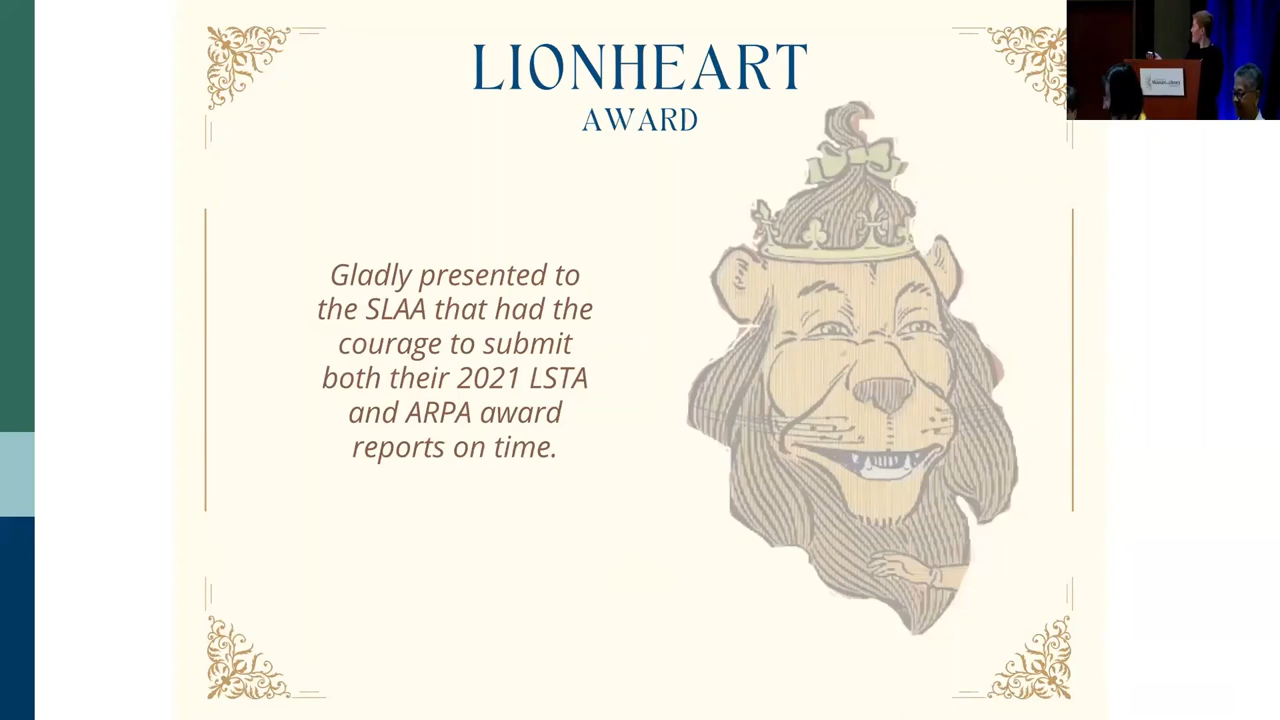 LIONHEART
AWARD
Gladly presented to
the SLAA that had the
courage to submit
both their 2021 LSTA
and ARPA award
reports on time.